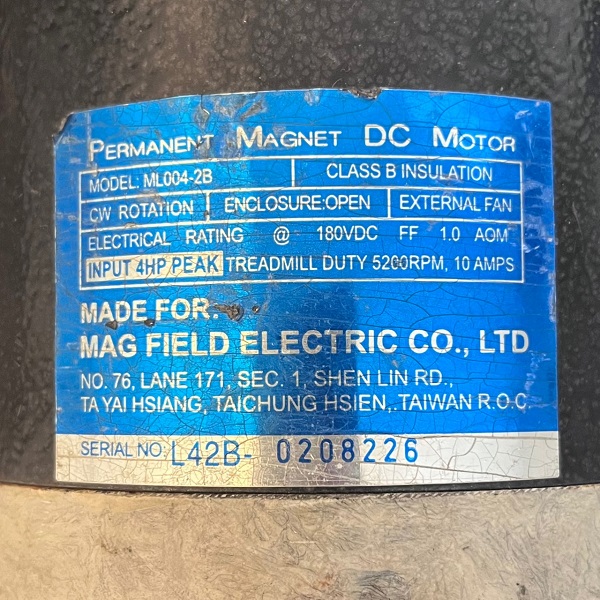 PERMANENT MAGNET DC MOTOR
MODEL: ML004-2B CLASS B INSULATION
CW ROTATION ENCLOSURE:OPEN EXTERNAL FAN
ELECTRICAL RATING @ 180VDC FF 1.0 AOM
INPUT 4HP PEAK TREADMILL DUTY 5200RPM, 10 AMPS
MADE FOR:
MAG FIELD ELECTRIC CO., LTD
NO. 76, LANE 171, SEC. 1, SHEN LIN RD.,
TA YAI HSIANG, TAICHUNG HSIEN, TAIWAN R.O.C.
SERIAL NO. L42B- 0208226